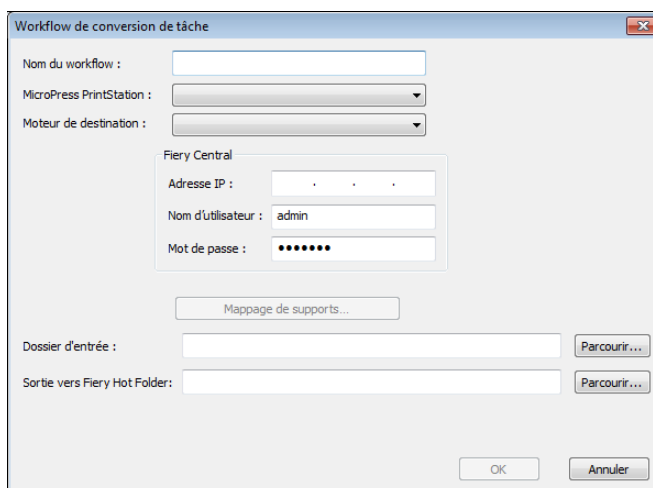 Workflow de conversion de tâche
Nom du workflow :
MicroPress PrintStation :
Moteur de destination :
Fiery Central
Adresse IP : . . .
Nom d'utilisateur : admin
Mot de passe : •••••••
Mappage de supports...
Dossier d'entrée : Parcourir...
Sortie vers Fiery Hot Folder: Parcourir...
OK Annuler